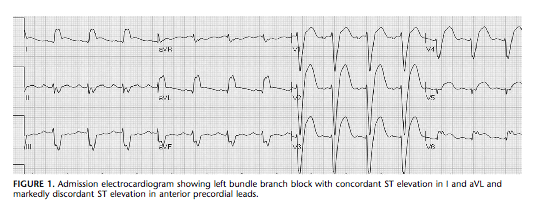 I aVR V1 V4
II aVL V2 V5
III aVF V3 V6
FIGURE 1. Admission electrocardiogram showing left bundle branch block with concordant ST elevation in I and aVL and
markedly discordant ST elevation in anterior precordial leads.